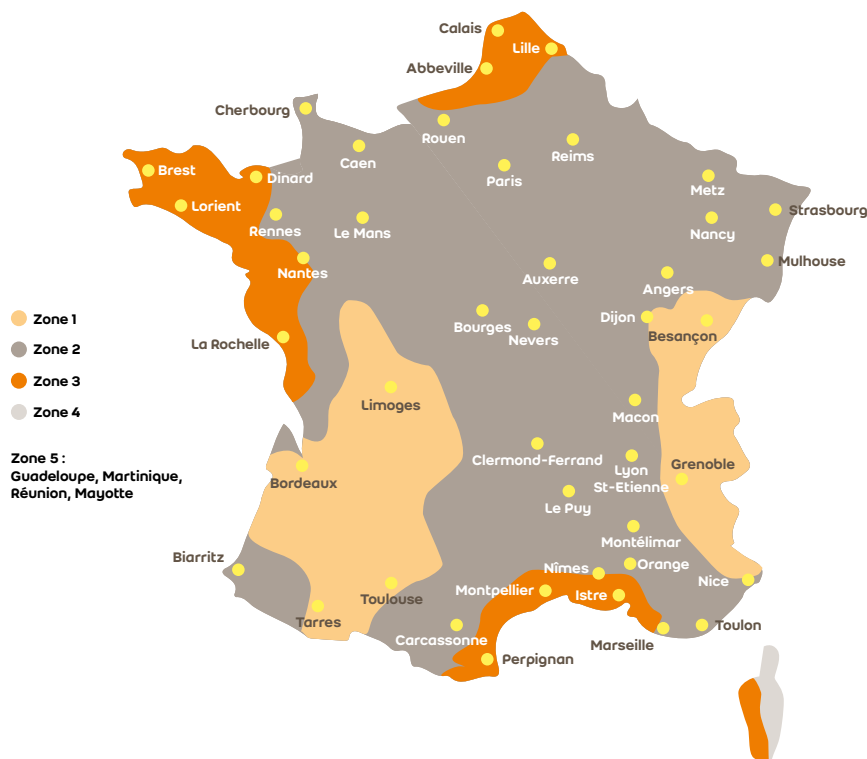 Calais
Lille
Abbeville
Cherbourg
Rouen
Caen
Reims
Paris
Brest
Dinard
Metz
Lorient
Strasbourg
Rennes
Le Mans
Nancy
Nantes
Auxerre
Mulhouse
Angers
Zone 1
Bourges
Nevers
Dijon
Besançon
Zone 2
La Rochelle
Zone 3
Limoges
Zone 4
Macon
Zone 5 :
Guadeloupe, Martinique,
Réunion, Mayotte
Bordeaux
Clermond-Ferrand
Lyon
Grenoble
St-Etienne
Le Puy
Montélimar
Biarritz
Orange
Nîmes
Nice
Toulouse
Montpellier
Istre
Tarres
Carcassonne
Marseille
Toulon
Perpignan